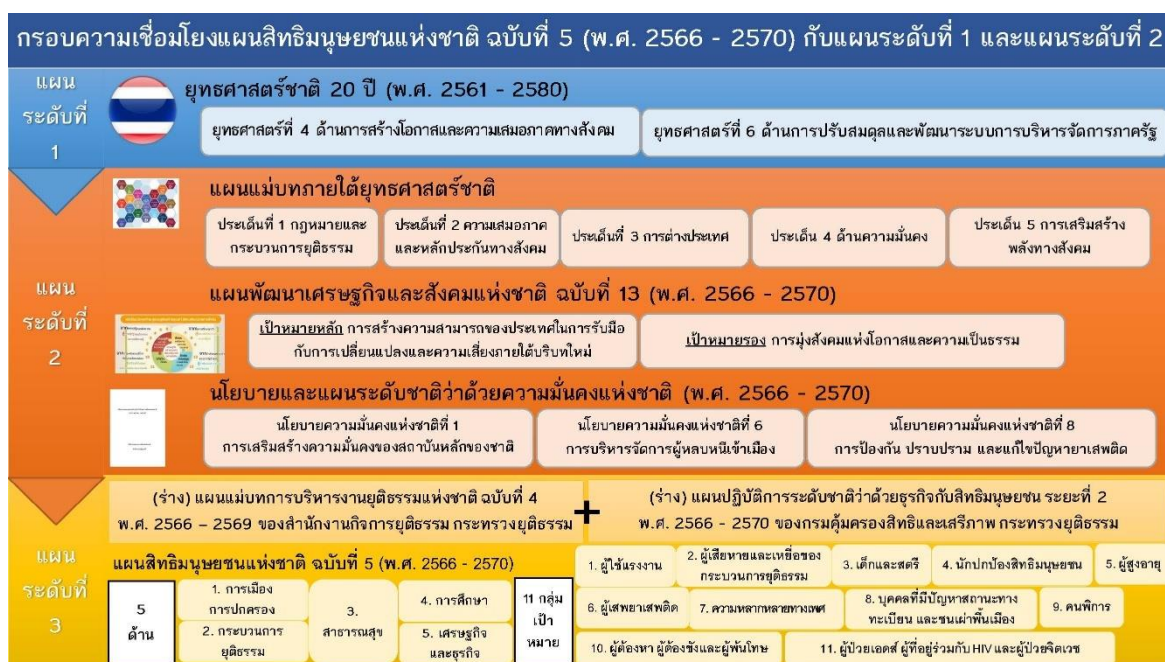 กรอบความเชื่อมโยงแผนสิทธิมนุษยชนแห่งชาติ ฉบับที่ 5 (พ.ศ. 2566 - 2570) กับแผนระดับที่ 1 และแผนระดับที่ 2
แผน
ระดับที่
1
ยุทธศาสตร์ชาติ 20 ปี (พ.ศ. 2561 - 2580)
ยุทธศาสตร์ที่ 4 ด้านการสร้างโอกาสและความเสมอภาคทางสังคม
ยุทธศาสตร์ที่ 6 ด้านการปรับสมดุลและพัฒนาระบบการบริหารจัดการภาครัฐ
แผน
ระดับที่
2
แผนแม่บทภายใต้ยุทธศาสตร์ชาติ
ประเด็นที่ 1 กฎหมายและ
กระบวนการยุติธรรม
ประเด็นที่ 2 ความเสมอภาค
และหลักประกันทางสังคม
ประเด็นที่ 3 การต่างประเทศ
ประเด็น 4 ด้านความมั่นคง
ประเด็น 5 การเสริมสร้าง
พลังทางสังคม
แผนพัฒนาเศรษฐกิจและสังคมแห่งชาติ ฉบับที่ 13 (พ.ศ. 2566 - 2570)
เป้าหมายหลัก การสร้างความสามารถของประเทศในการรับมือ
กับการเปลี่ยนแปลงและความเสี่ยงภายใต้บริบทใหม่
เป้าหมายรอง การมุ่งสังคมแห่งโอกาสและความเป็นธรรม
นโยบายและแผนระดับชาติว่าด้วยความมั่นคงแห่งชาติ (พ.ศ. 2566 - 2570)
นโยบายความมั่นคงแห่งชาติที่ 1
การเสริมสร้างความมั่นคงของสถาบันหลักของชาติ
นโยบายความมั่นคงแห่งชาติที่ 6
การบริหารจัดการผู้หลบหนีเข้าเมือง
นโยบายความมั่นคงแห่งชาติที่ 8
การป้องกัน ปราบปราม และแก้ไขปัญหายาเสพติด
แผน
ระดับที่
3
(ร่าง) แผนแม่บทการบริหารงานยุติธรรมแห่งชาติ ฉบับที่ 4
พ.ศ. 2566 – 2569 ของสำนักงานกิจการยุติธรรม กระทรวงยุติธรรม
+
(ร่าง) แผนปฏิบัติการระดับชาติว่าด้วยธุรกิจกับสิทธิมนุษยชน ระยะที่ 2
พ.ศ. 2566 - 2570 ของกรมคุ้มครองสิทธิและเสรีภาพ กระทรวงยุติธรรม
แผนสิทธิมนุษยชนแห่งชาติ ฉบับที่ 5 (พ.ศ. 2566 - 2570)
5
ด้าน
1. การเมือง
การปกครอง
2. กระบวนการ
ยุติธรรม
3.
สาธารณสุข
4. การศึกษา
5. เศรษฐกิจ
และธุรกิจ
11 กลุ่ม
เป้า
หมาย
1. ผู้ใช้แรงงาน
2. ผู้เสียหายและเหยื่อของ
กระบวนการยุติธรรม
3. เด็กและสตรี
4. นักปกป้องสิทธิมนุษยชน
5. ผู้สูงอายุ
6. ผู้เสพยาเสพติด
7. ความหลากหลายทางเพศ
8. บุคคลที่มีปัญหาสถานะทาง
ทะเบียน และชนเผ่าพื้นเมือง
9. คนพิการ
10. ผู้ต้องหา ผู้ต้องขังและผู้พ้นโทษ
11. ผู้ป่วยเอดส์ ผู้ที่อยู่ร่วมกับ HIV และผู้ป่วยจิตเวช